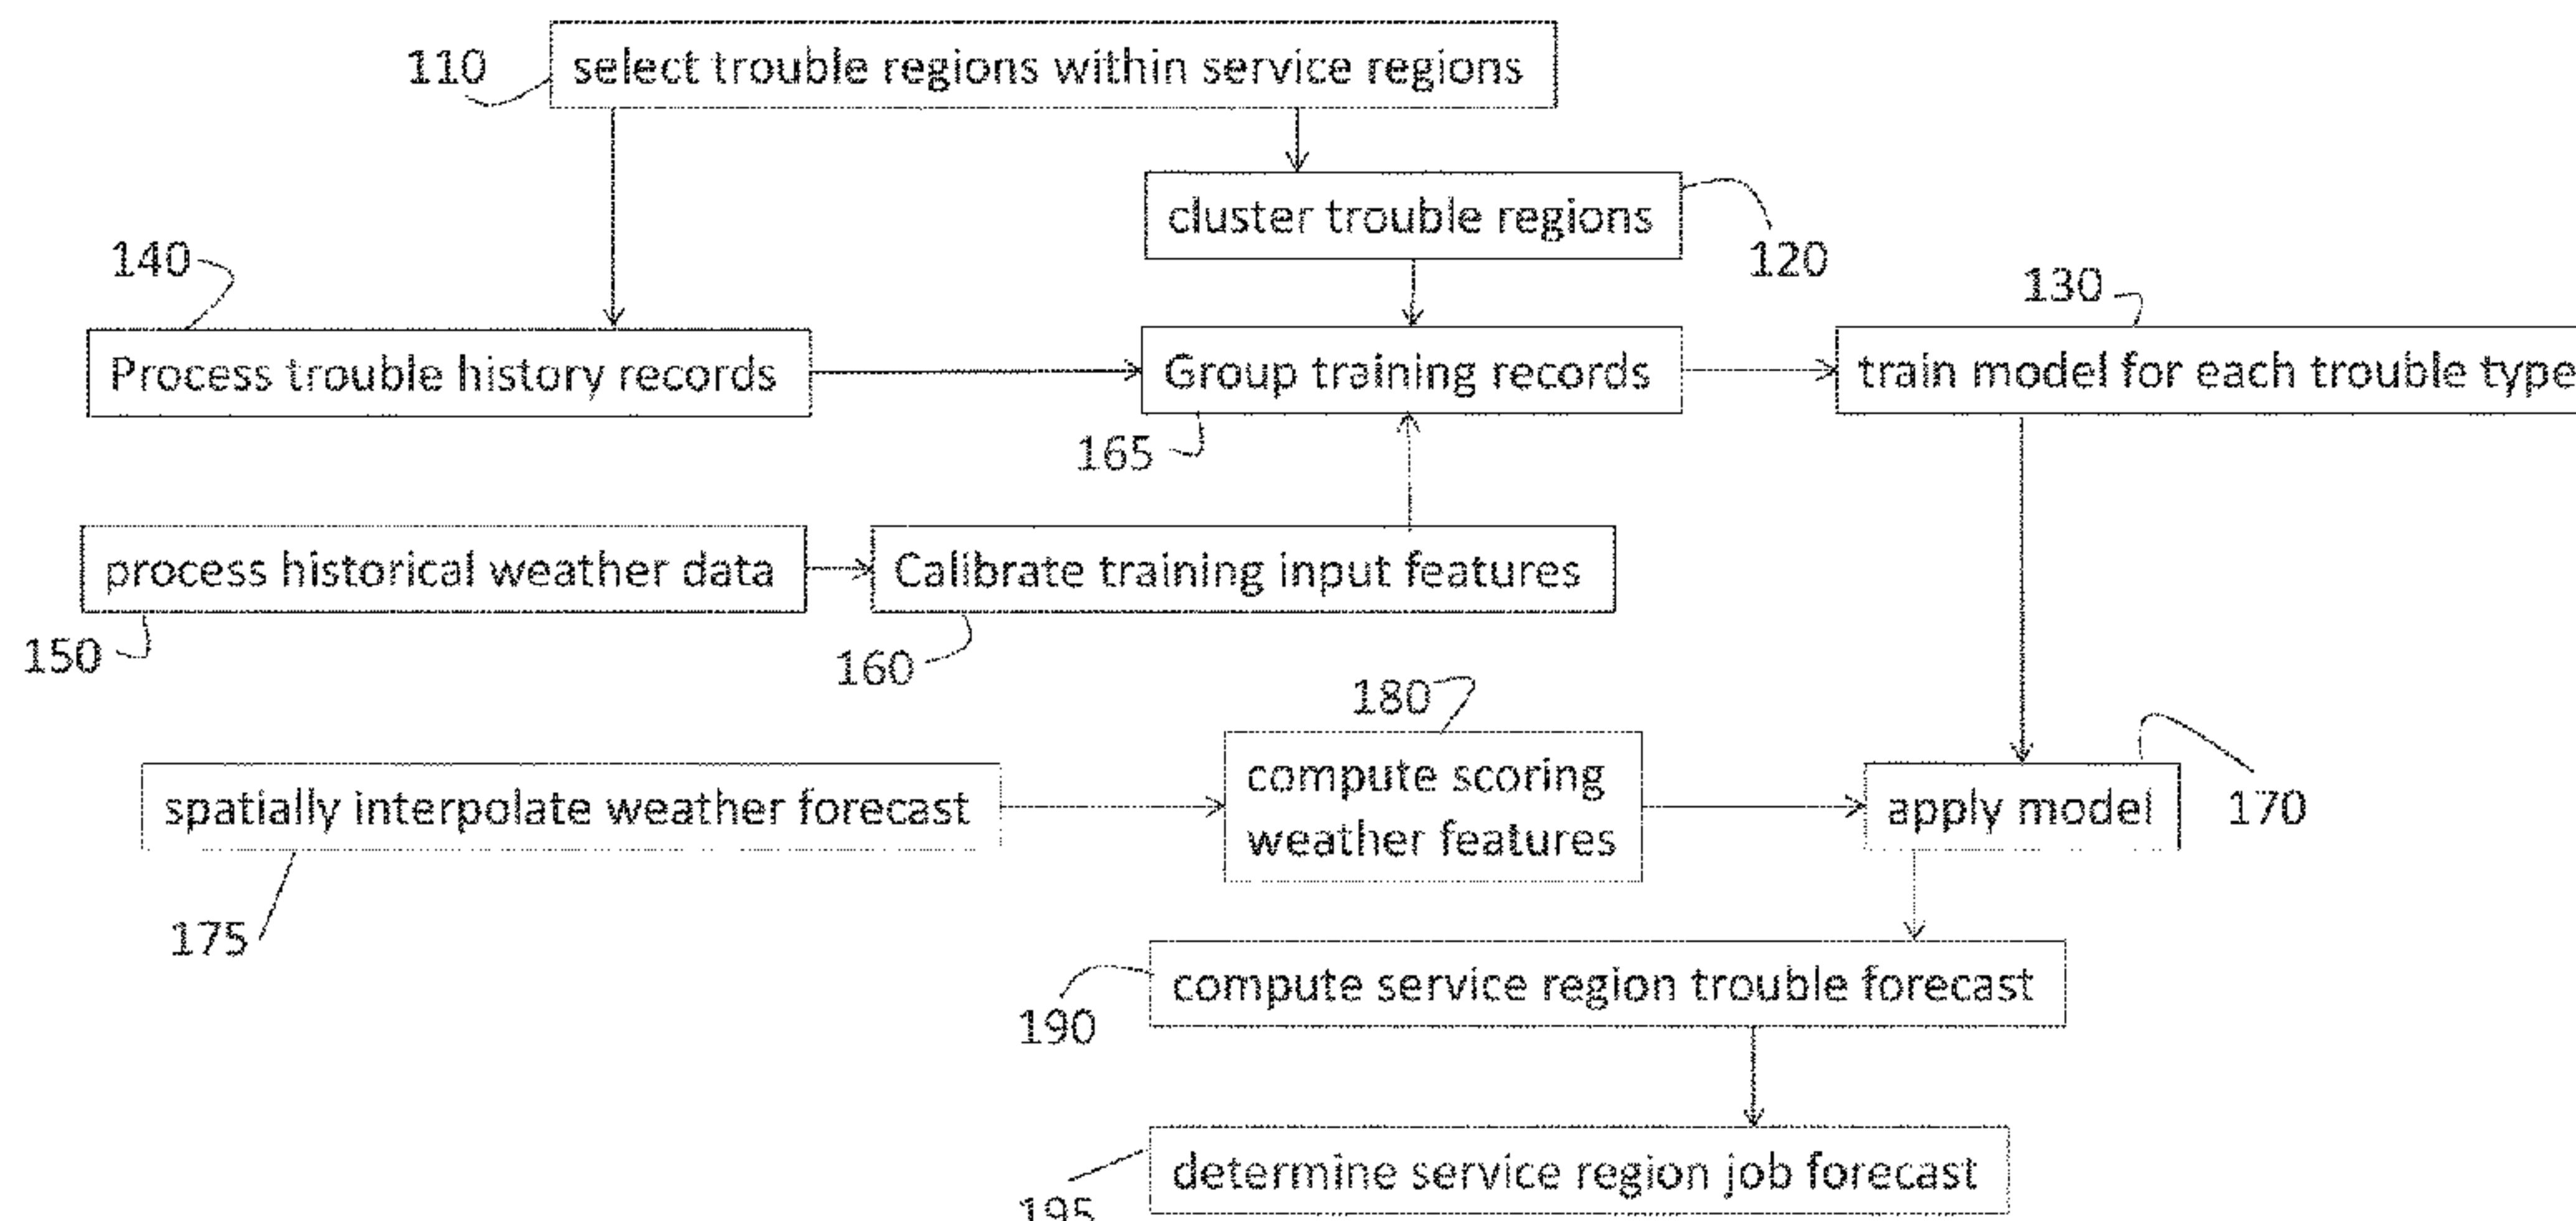 110
select trouble regions within service regions
cluster trouble regions
120
140
130
Process trouble history records
Group training records
train model for each trouble type
165
process historical weather data
Calibrate training input features
150
160
180
spatially interpolate weather forecast
compute scoring
weather features
apply model
170
175
compute service region trouble forecast
190
determine service region job forecast
195